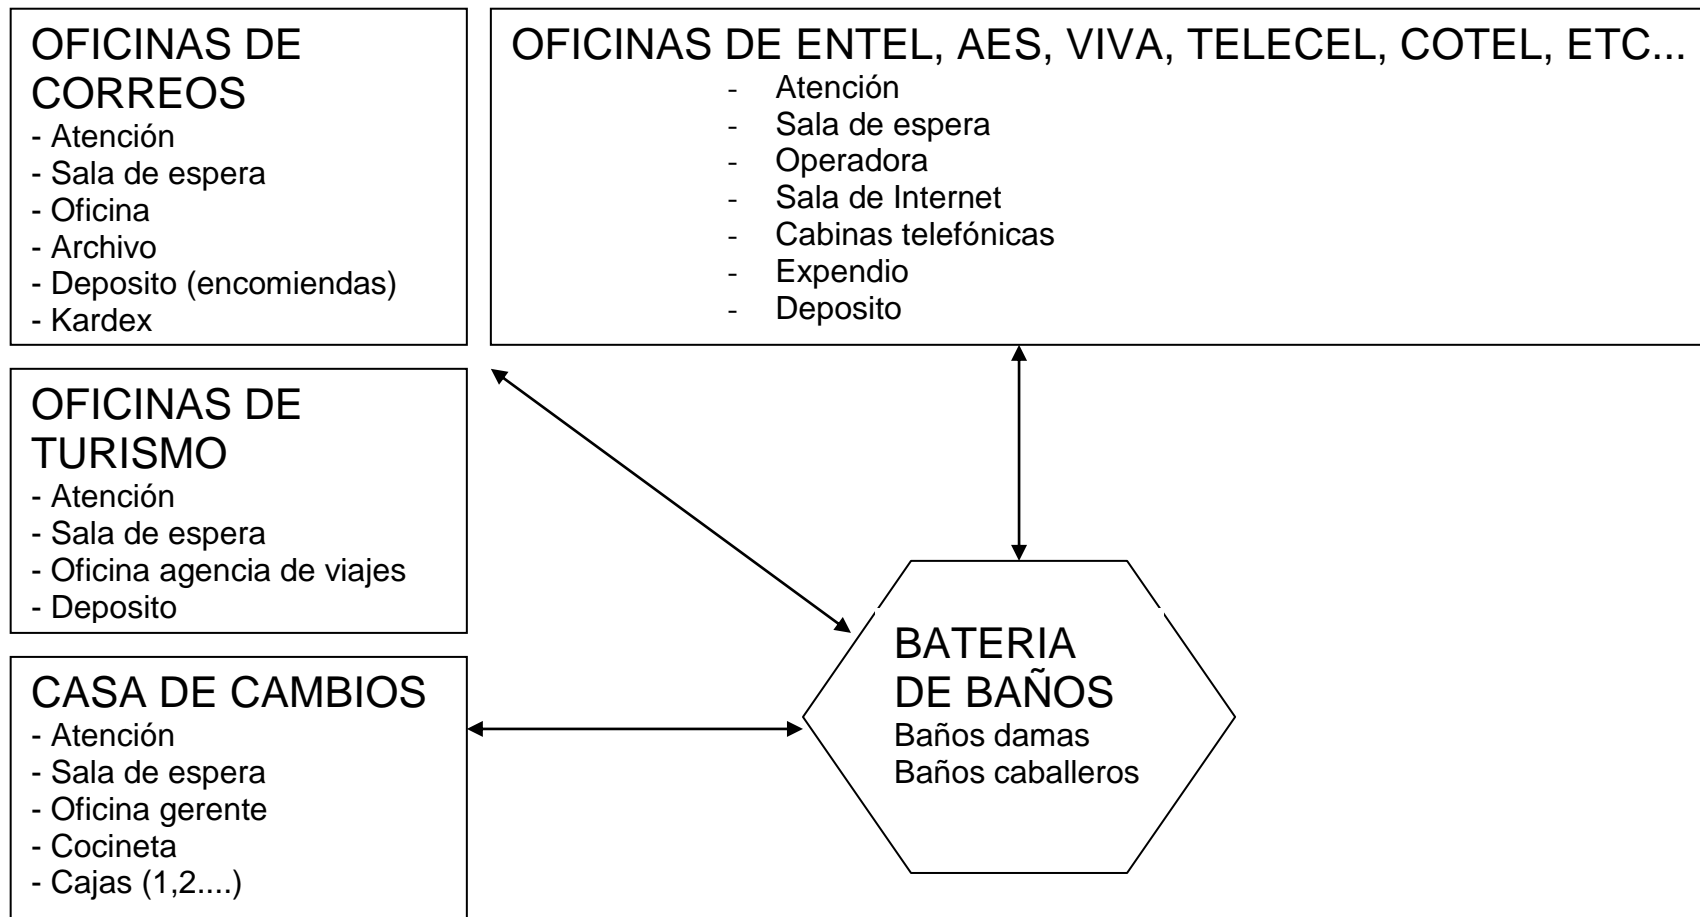 OFICINAS DE
CORREOS
- Atención
- Sala de espera
- Oficina
- Archivo
- Deposito (encomiendas)
- Kardex
OFICINAS DE ENTEL, AES, VIVA, TELECEL, COTEL, ETC...
- Atención
- Sala de espera
- Operadora
- Sala de Internet
- Cabinas telefónicas
- Expendio
- Deposito
OFICINAS DE
TURISMO
- Atención
- Sala de espera
- Oficina agencia de viajes
- Deposito
CASA DE CAMBIOS
- Atención
- Sala de espera
- Oficina gerente
- Cocineta
- Cajas (1,2....)
BATERIA
DE BAÑOS
Baños damas
Baños caballeros